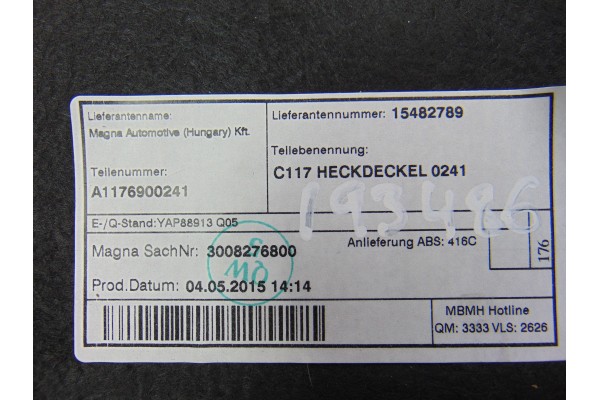 Lieferantenname:
Magna Automotive (Hungary) Kft.
Lieferantennummer: 15482789
Teilenummer:
A1176900241
Teilebenennung:
C117 HECKDECKEL 0241
193486
E-/Q-Stand:YAP88913 Q05
Magna SachNr: 3008276800
Anlieferung ABS: 416C
176
Prod.Datum: 04.05.2015 14:14
MBMH Hotline
QM: 3333 VLS: 2626